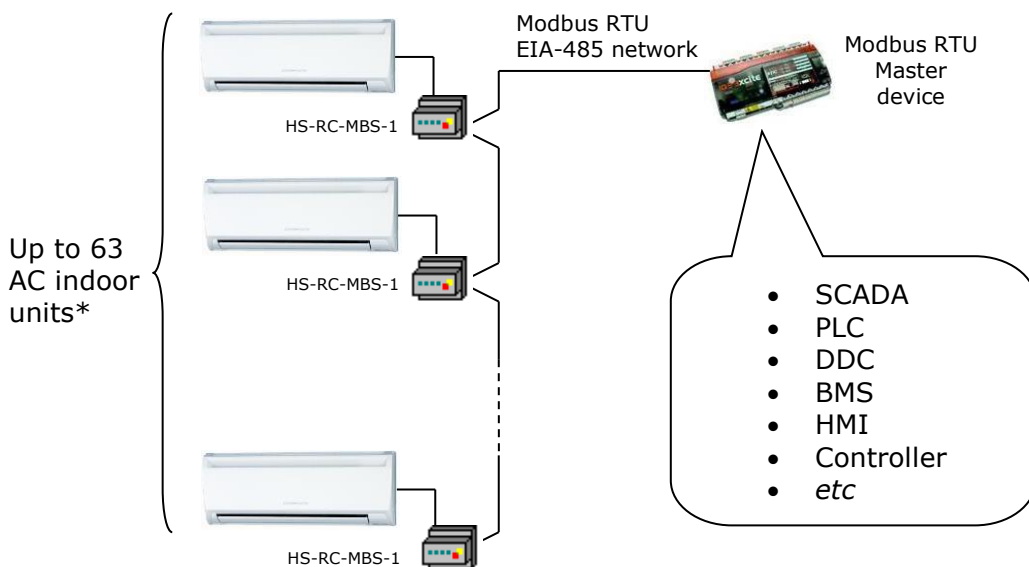 Modbus RTU
EIA-485 network
Modbus RTU
Master
device
HS-RC-MBS-1
HS-RC-MBS-1
Up to 63
AC indoor
units*
• SCADA
• PLC
• DDC
• BMS
• HMI
• Controller
• etc
HS-RC-MBS-1